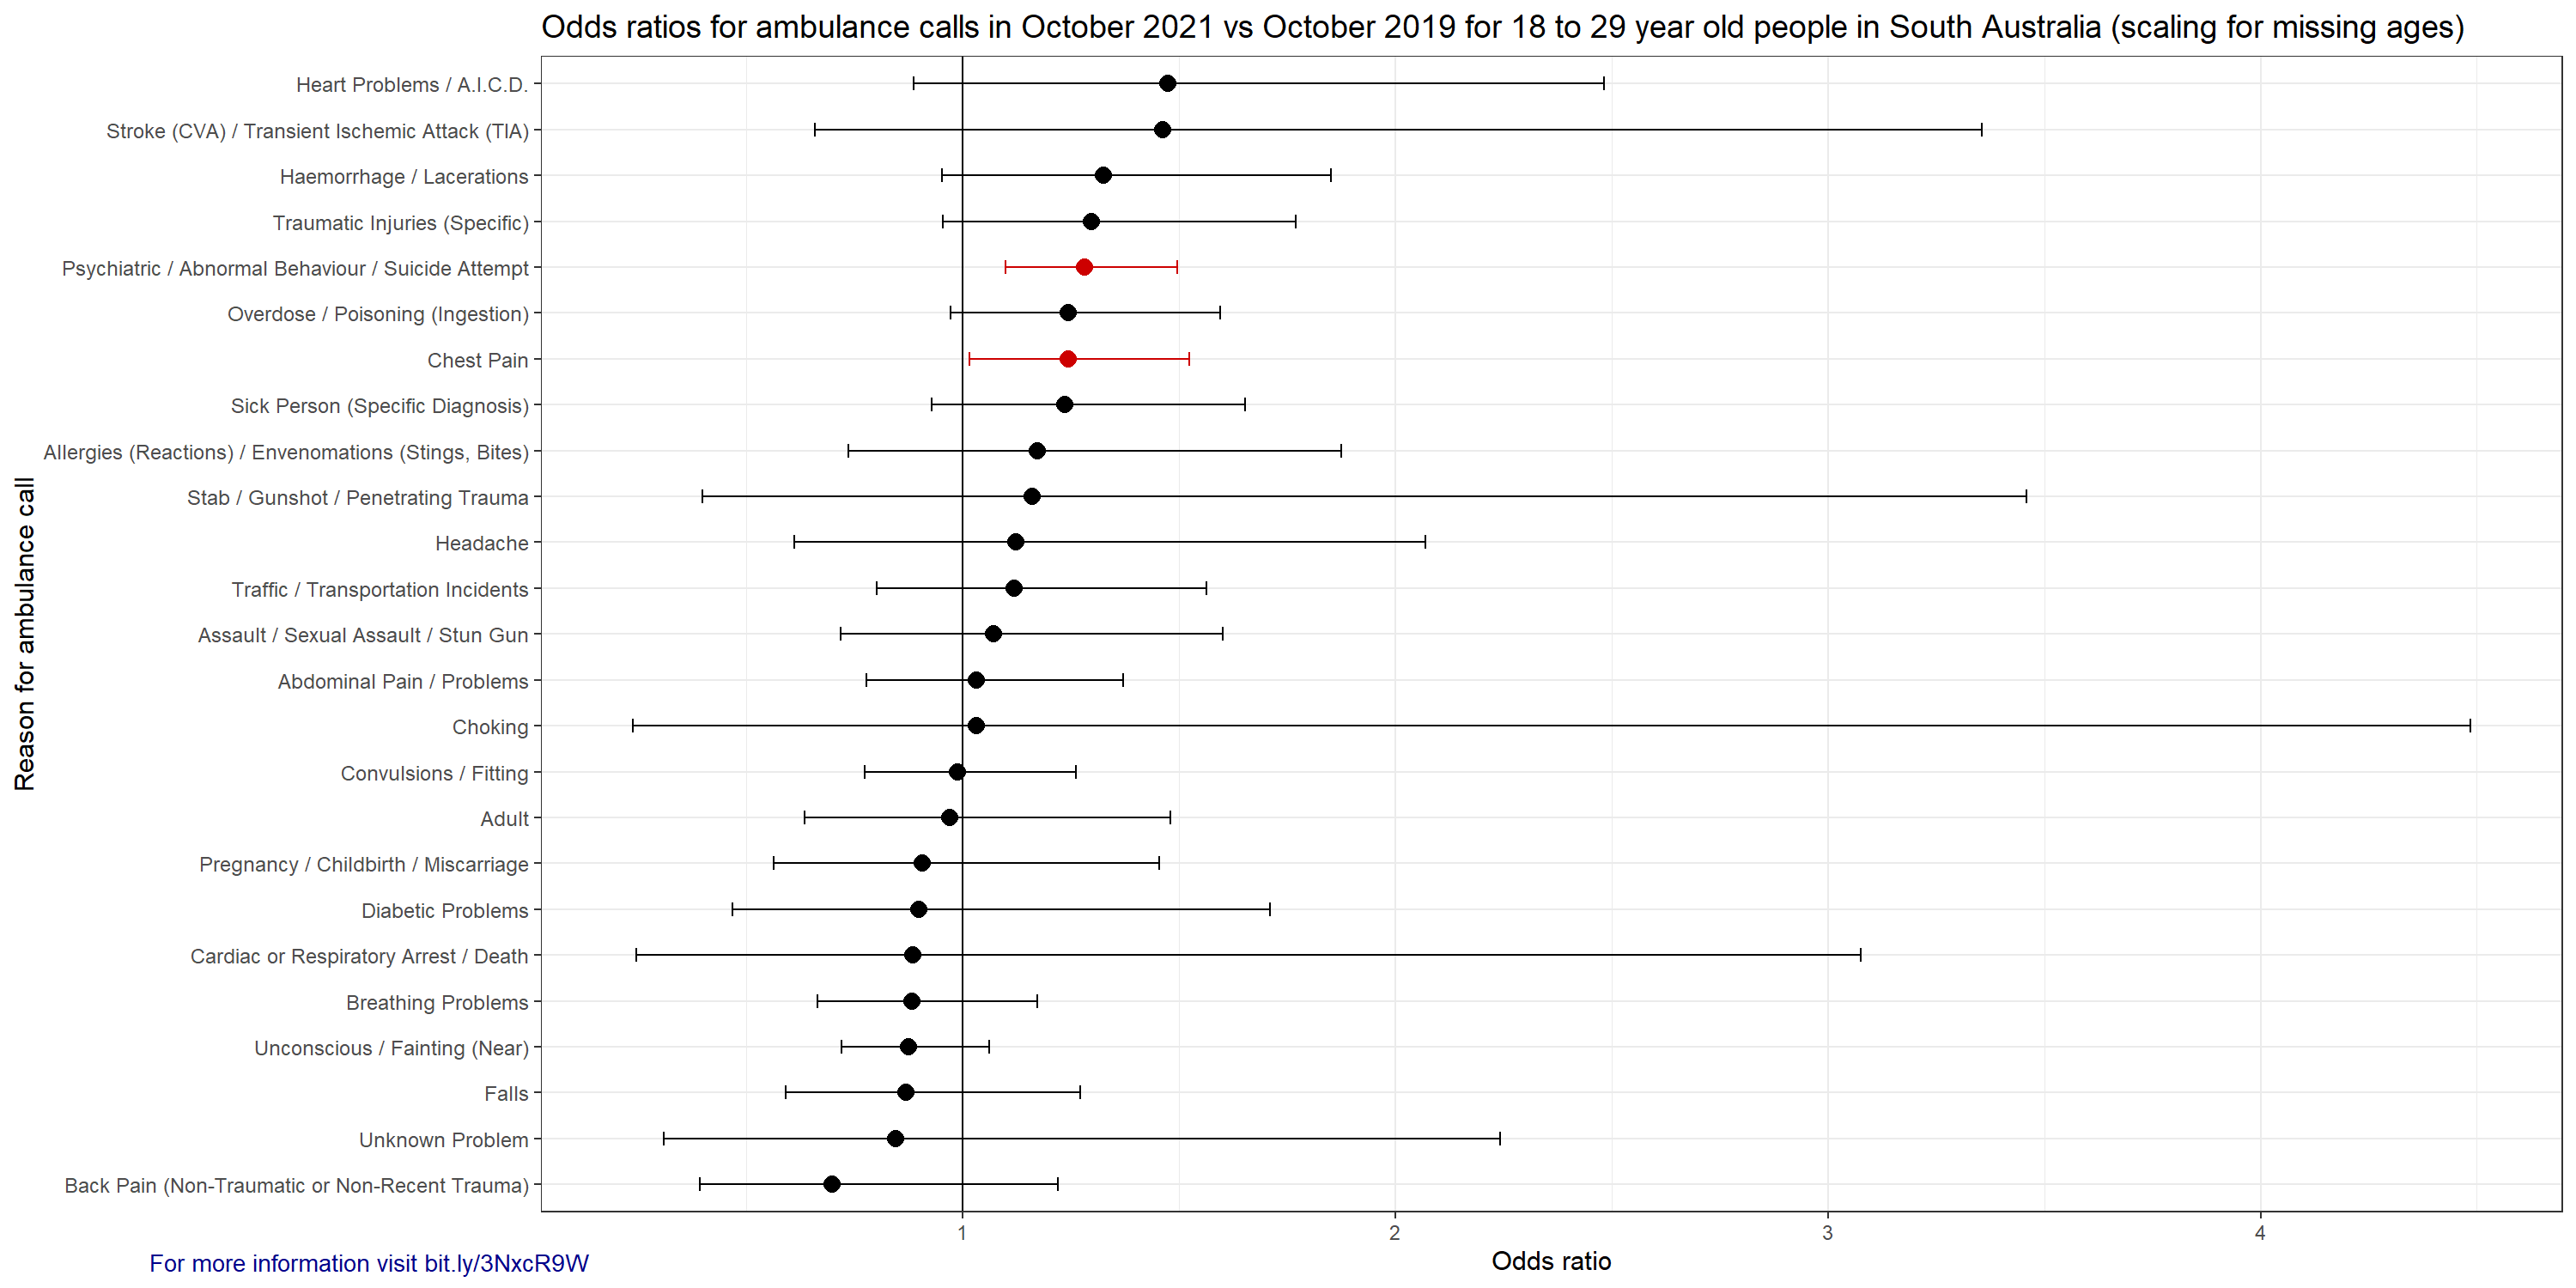 Odds ratios for ambulance calls in October 2021 vs October 2019 for 18 to 29 year old people in South Australia (scaling for missing ages)
Reason for ambulance call
Heart Problems / A.I.C.D.
Stroke (CVA) / Transient Ischemic Attack (TIA)
Haemorrhage / Lacerations
Traumatic Injuries (Specific)
Psychiatric / Abnormal Behaviour / Suicide Attempt
Overdose / Poisoning (Ingestion)
Chest Pain
Sick Person (Specific Diagnosis)
Allergies (Reactions) / Envenomations (Stings, Bites)
Stab / Gunshot / Penetrating Trauma
Headache
Traffic / Transportation Incidents
Assault / Sexual Assault / Stun Gun
Abdominal Pain / Problems
Choking
Convulsions / Fitting
Adult
Pregnancy / Childbirth / Miscarriage
Diabetic Problems
Cardiac or Respiratory Arrest / Death
Breathing Problems
Unconscious / Fainting (Near)
Falls
Unknown Problem
Back Pain (Non-Traumatic or Non-Recent Trauma)
1 2 3 4
Odds ratio
For more information visit bit.ly/3NxcR9W